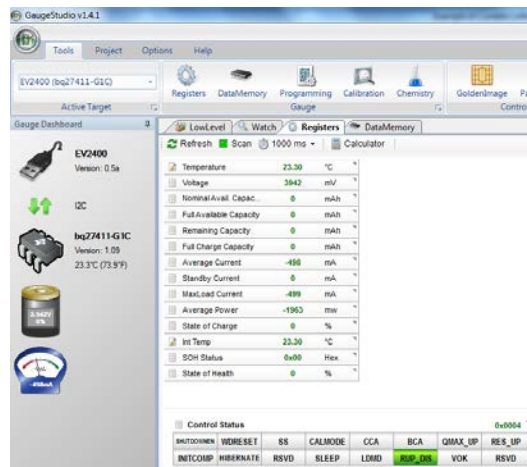 GaugeStudio v1.4.1
Tools Project Options Help
EV2400 (bq27411-G1C)
Registers DataMemory Programming Calibration Chemistry GoldenImage
Active Target Gauge
Gauge Dashboard
LowLevel Watch Registers DataMemory
Refresh Scan 1000 ms Calculator
EV2400
Version: 0.5a
I2C
bq27411-G1C
Version: 1.09
23.3°C (73.9°F)
3.942V
0%
-498mA
Temperature 23.30 °C
Voltage 3942 mV
Nominal Avail. Capac... 0 mAh
Full Available Capacity 0 mAh
Remaining Capacity 0 mAh
Full Charge Capacity 0 mAh
Average Current -498 mA
Standby Current 0 mA
MaxLoad Current -499 mA
Average Power -1963 mw
State of Charge 0 %
Int Temp 23.30 °C
SOH Status 0x00 Hex
State of Health 0 %
Control Status 0x0004
SHUTDOWNEN WDRESET SS CALMODE CCA BCA QMAX_UP RES_UP
INITCOMP HIBERNATE RSVD SLEEP LDMD RUP_DIS VOK RSVD